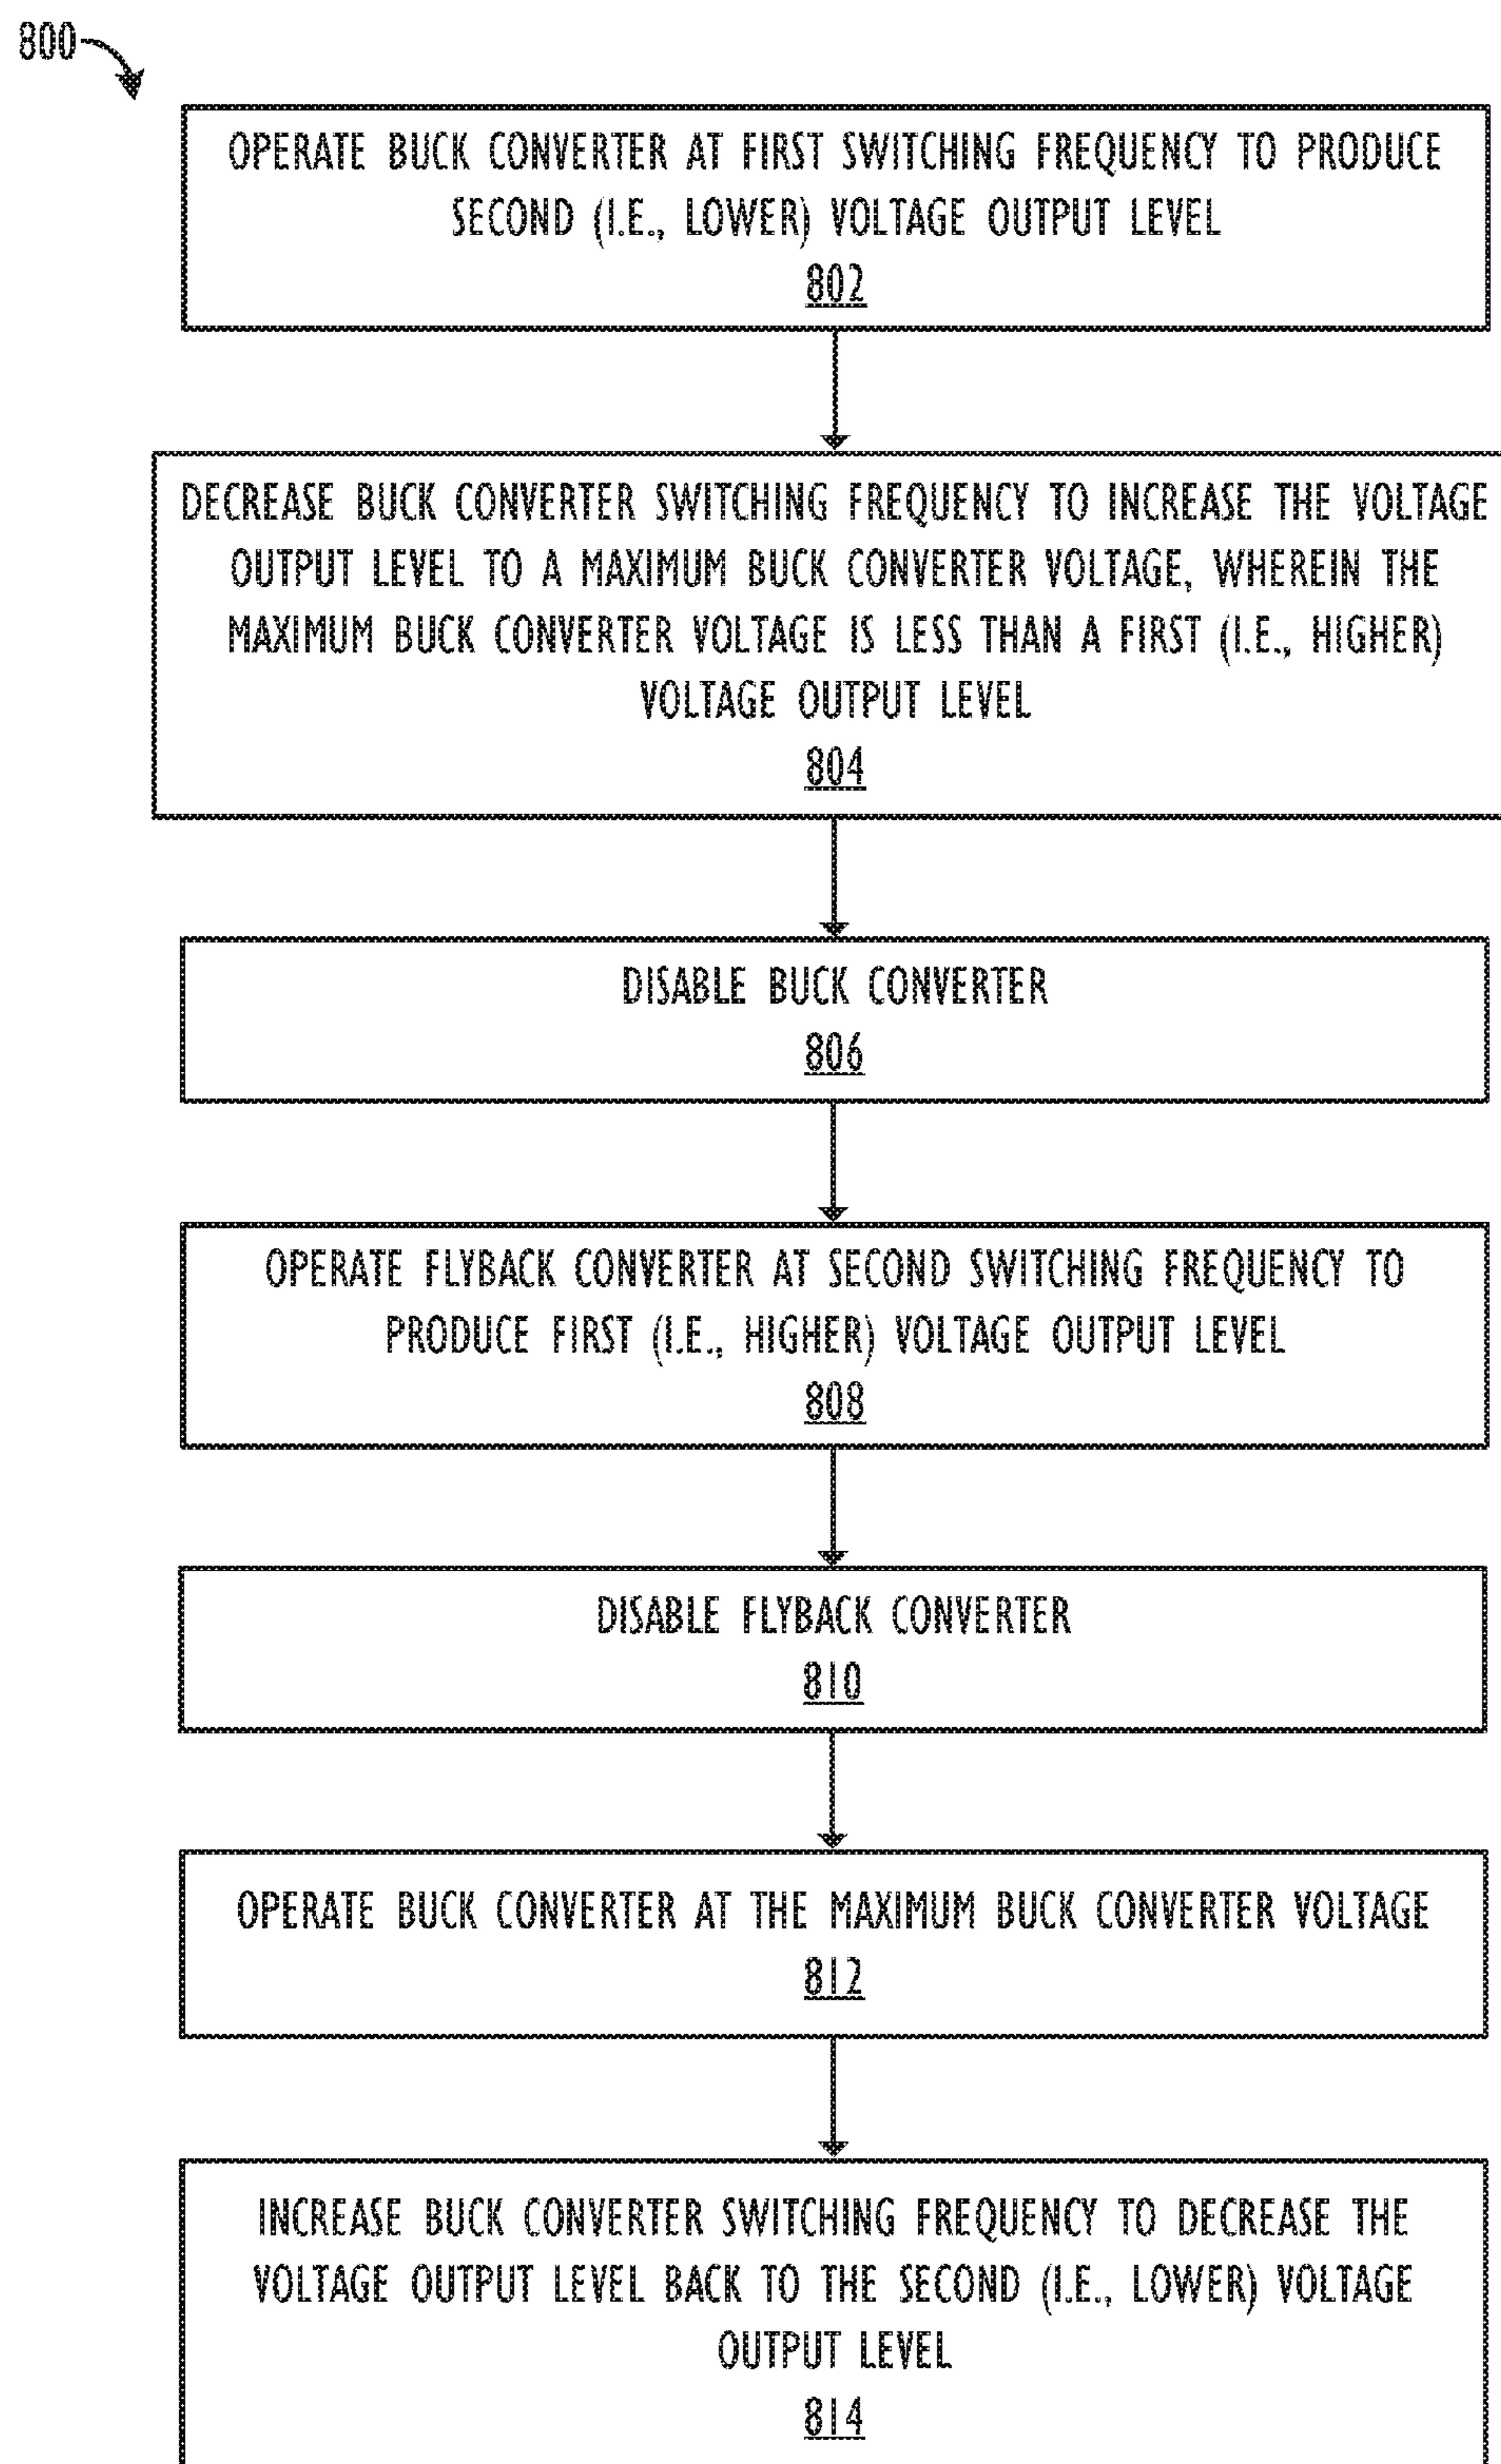 800
OPERATE BUCK CONVERTER AT FIRST SWITCHING FREQUENCY TO PRODUCE
SECOND (I.E., LOWER) VOLTAGE OUTPUT LEVEL
802
DECREASE BUCK CONVERTER SWITCHING FREQUENCY TO INCREASE THE VOLTAGE
OUTPUT LEVEL TO A MAXIMUM BUCK CONVERTER VOLTAGE, WHEREIN THE
MAXIMUM BUCK CONVERTER VOLTAGE IS LESS THAN A FIRST (I.E., HIGHER)
VOLTAGE OUTPUT LEVEL
804
DISABLE BUCK CONVERTER
806
OPERATE FLYBACK CONVERTER AT SECOND SWITCHING FREQUENCY TO
PRODUCE FIRST (I.E., HIGHER) VOLTAGE OUTPUT LEVEL
808
DISABLE FLYBACK CONVERTER
810
OPERATE BUCK CONVERTER AT THE MAXIMUM BUCK CONVERTER VOLTAGE
812
INCREASE BUCK CONVERTER SWITCHING FREQUENCY TO DECREASE THE
VOLTAGE OUTPUT LEVEL BACK TO THE SECOND (I.E., LOWER) VOLTAGE
OUTPUT LEVEL
814